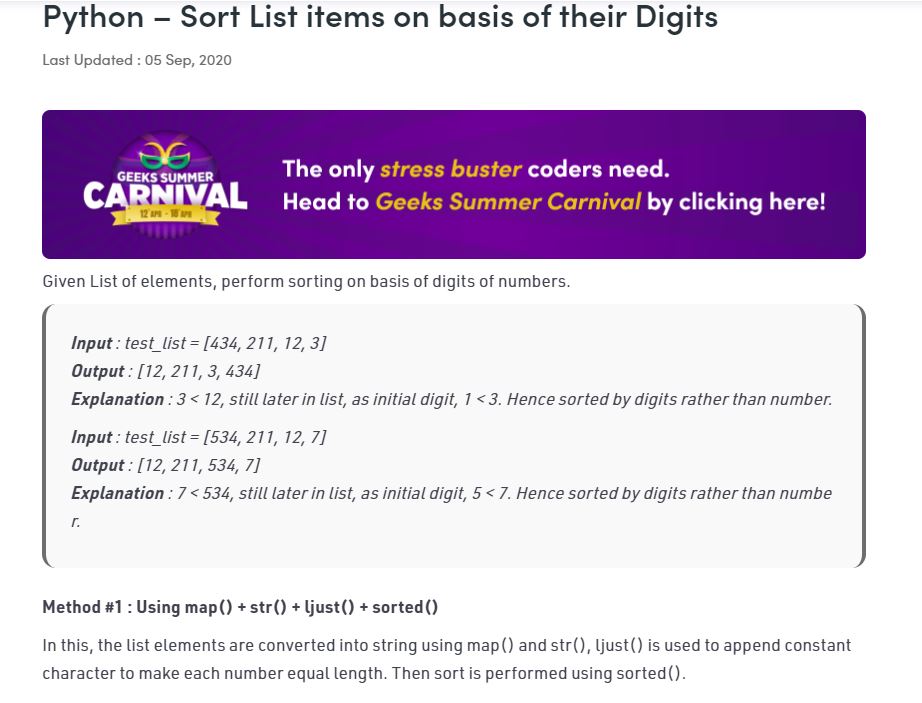 Python – Sort List items on basis of their Digits
Last Updated : 05 Sep, 2020
GEEKS SUMMER
CARNIVAL
12 APR - 18 APR
The only stress buster coders need.
Head to Geeks Summer Carnival by clicking here!
Given List of elements, perform sorting on basis of digits of numbers.
Input : test_list = [434, 211, 12, 3]
Output : [12, 211, 3, 434]
Explanation : 3 < 12, still later in list, as initial digit, 1 < 3. Hence sorted by digits rather than number.
Input : test_list = [534, 211, 12, 7]
Output : [12, 211, 534, 7]
Explanation : 7 < 534, still later in list, as initial digit, 5 < 7. Hence sorted by digits rather than numbe
r.
Method #1 : Using map() + str() + ljust() + sorted()
In this, the list elements are converted into string using map() and str(), ljust() is used to append constant
character to make each number equal length. Then sort is performed using sorted().